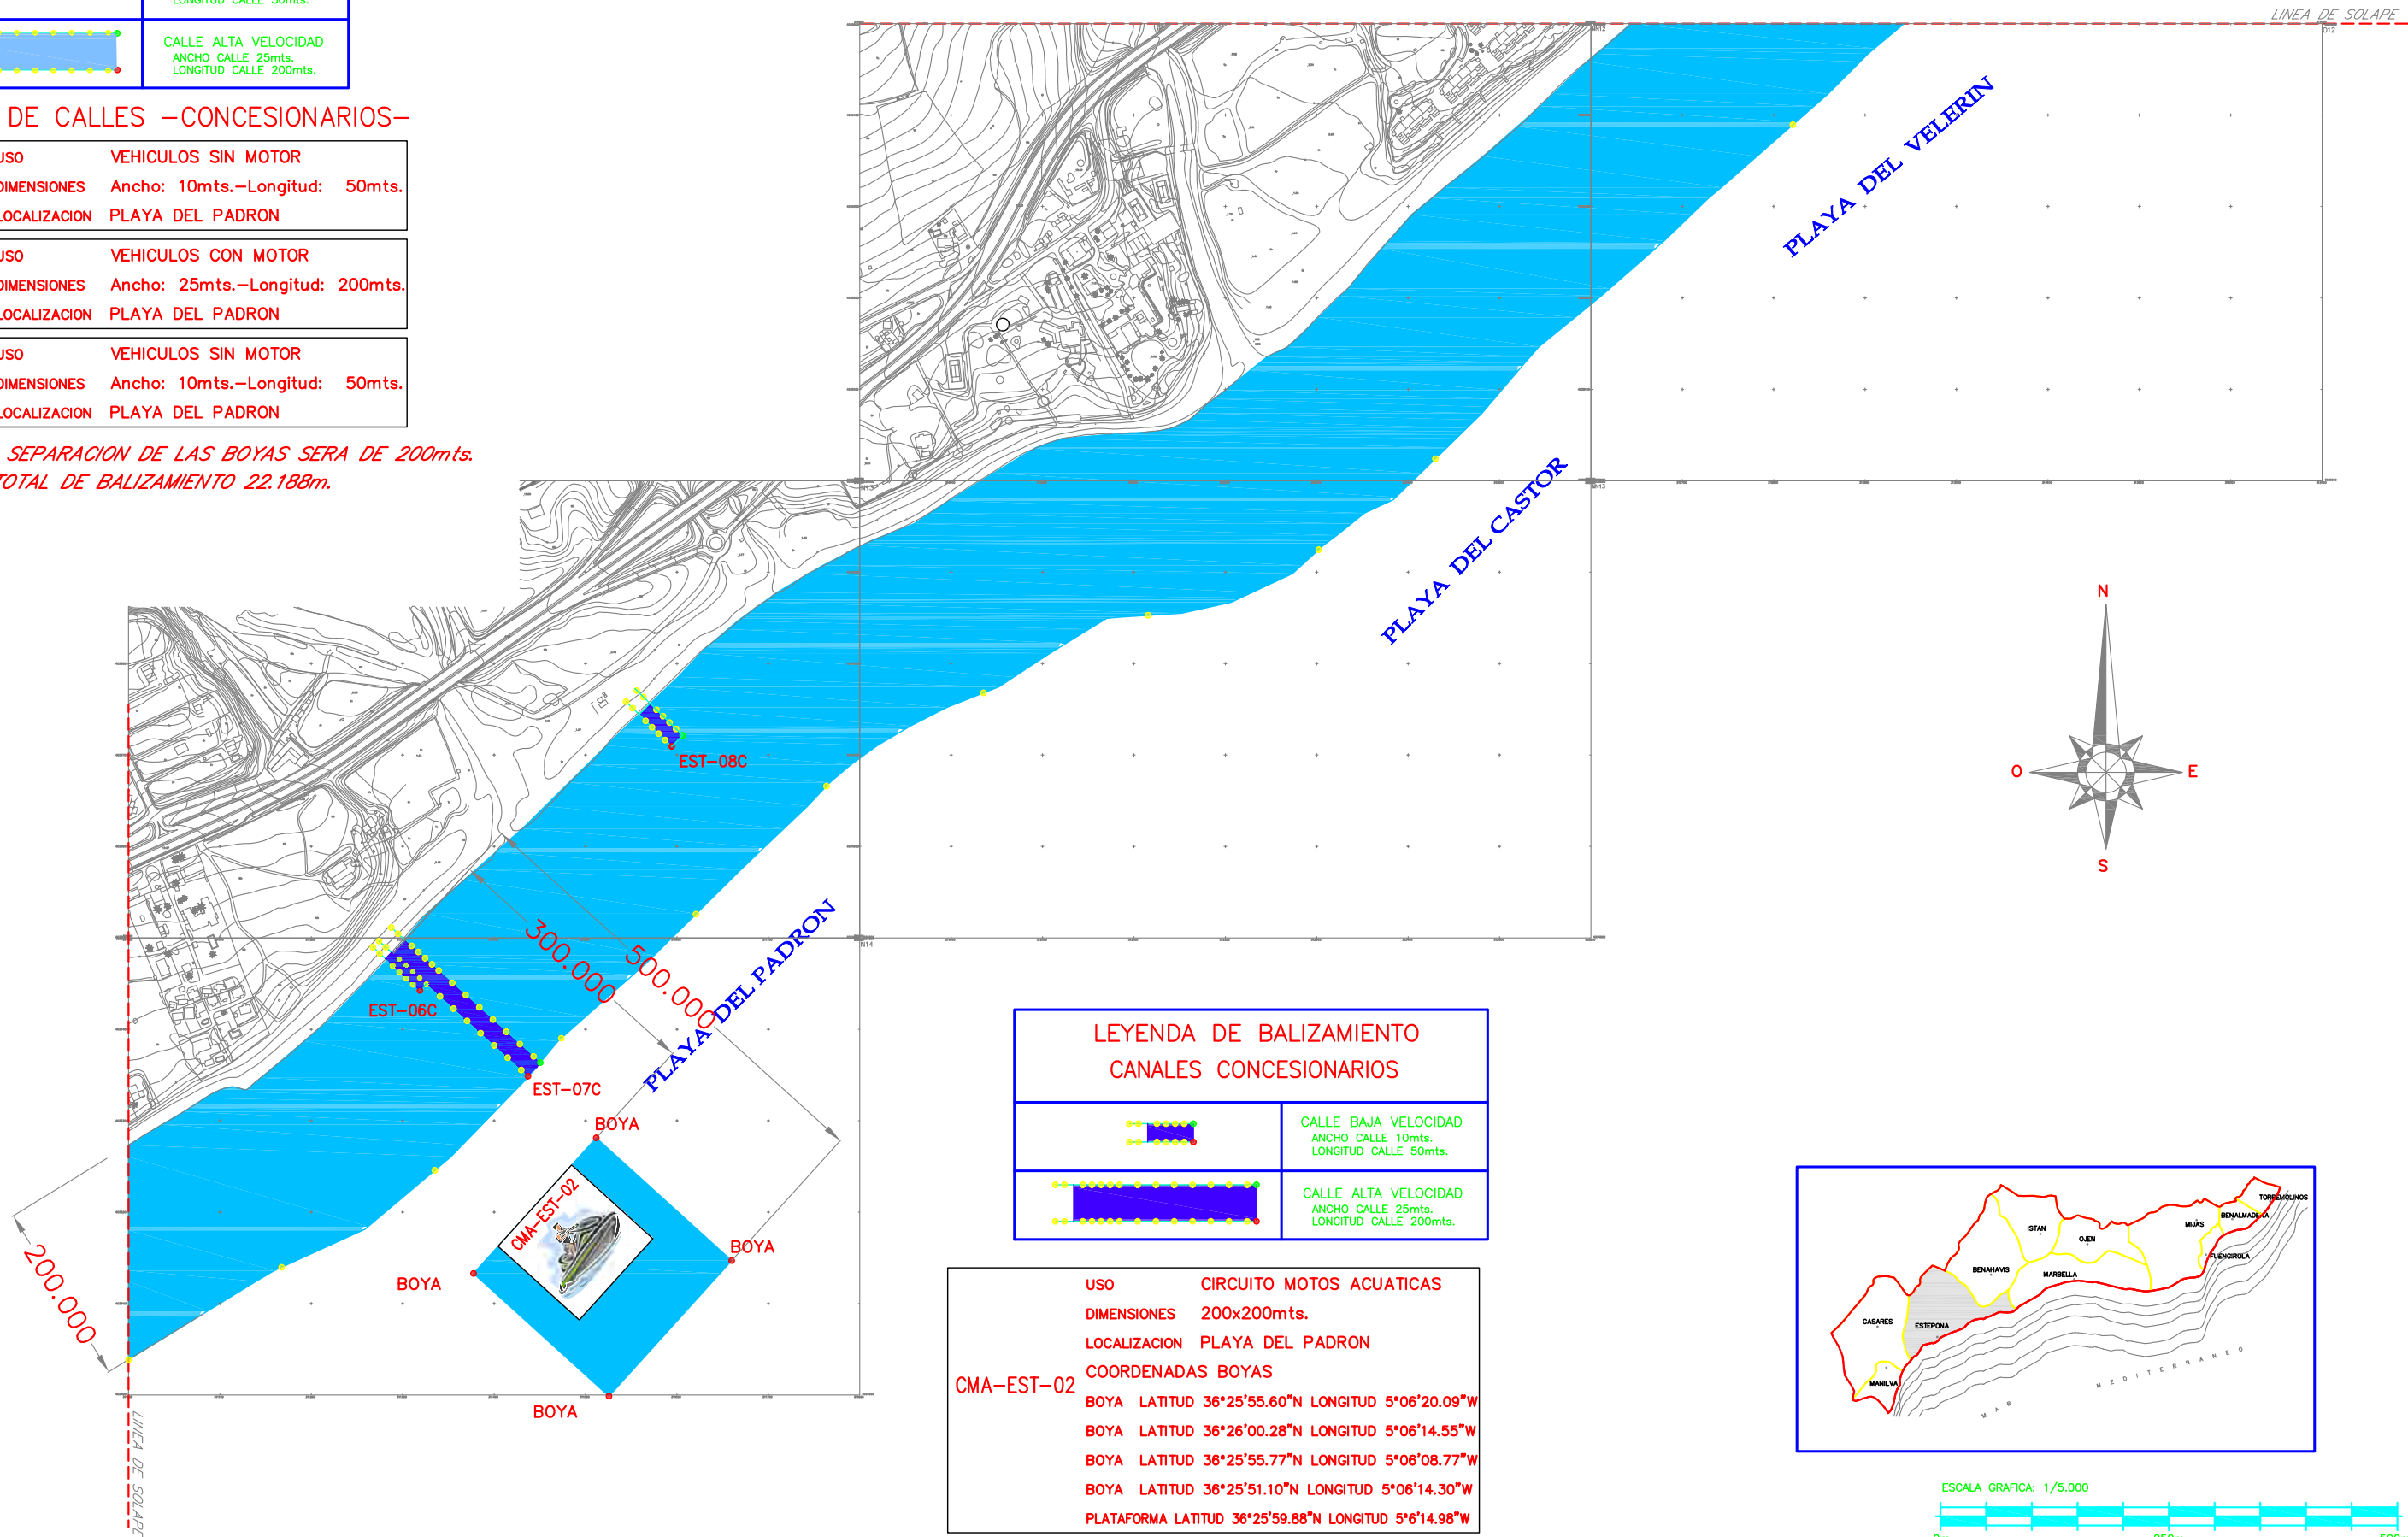 LONGITUD CALLE 50mts.
CALLE ALTA VELOCIDAD
ANCHO CALLE 25mts.
LONGITUD CALLE 200mts.
DE CALLES -CONCESIONARIOS-
USO VEHICULOS SIN MOTOR
DIMENSIONES Ancho: 10mts.-Longitud: 50mts.
LOCALIZACION PLAYA DEL PADRON
USO VEHICULOS CON MOTOR
DIMENSIONES Ancho: 25mts.-Longitud: 200mts.
LOCALIZACION PLAYA DEL PADRON
USO VEHICULOS SIN MOTOR
DIMENSIONES Ancho: 10mts.-Longitud: 50mts.
LOCALIZACION PLAYA DEL PADRON
SEPARACION DE LAS BOYAS SERA DE 200mts.
TOTAL DE BALIZAMIENTO 22.188m.
LINEA DE SOLAPE
NN12
O12
PLAYA DEL VELERIN
N13
NN13
PLAYA DEL CASTOR
EST-08C
N
O
E
S
N14
300.000
500.000
PLAYA DEL PADRON
EST-06C
EST-07C
BOYA
CMA-EST-02
BOYA
BOYA
BOYA
200.000
LINEA DE SOLAPE
LEYENDA DE BALIZAMIENTO
CANALES CONCESIONARIOS
CALLE BAJA VELOCIDAD
ANCHO CALLE 10mts.
LONGITUD CALLE 50mts.
CALLE ALTA VELOCIDAD
ANCHO CALLE 25mts.
LONGITUD CALLE 200mts.
CMA-EST-02
USO CIRCUITO MOTOS ACUATICAS
DIMENSIONES 200x200mts.
LOCALIZACION PLAYA DEL PADRON
COORDENADAS BOYAS
BOYA LATITUD 36°25'55.60"N LONGITUD 5°06'20.09"W
BOYA LATITUD 36°26'00.28"N LONGITUD 5°06'14.55"W
BOYA LATITUD 36°25'55.77"N LONGITUD 5°06'08.77"W
BOYA LATITUD 36°25'51.10"N LONGITUD 5°06'14.30"W
PLATAFORMA LATITUD 36°25'59.88"N LONGITUD 5°6'14.98"W
TORREMOLINOS
BENALMADENA
MIJAS
FUENGIROLA
ISTAN
OJEN
BENAHAVIS
MARBELLA
CASARES
ESTEPONA
MANILVA
MAR MEDITERRANEO
ESCALA GRAFICA: 1/5.000